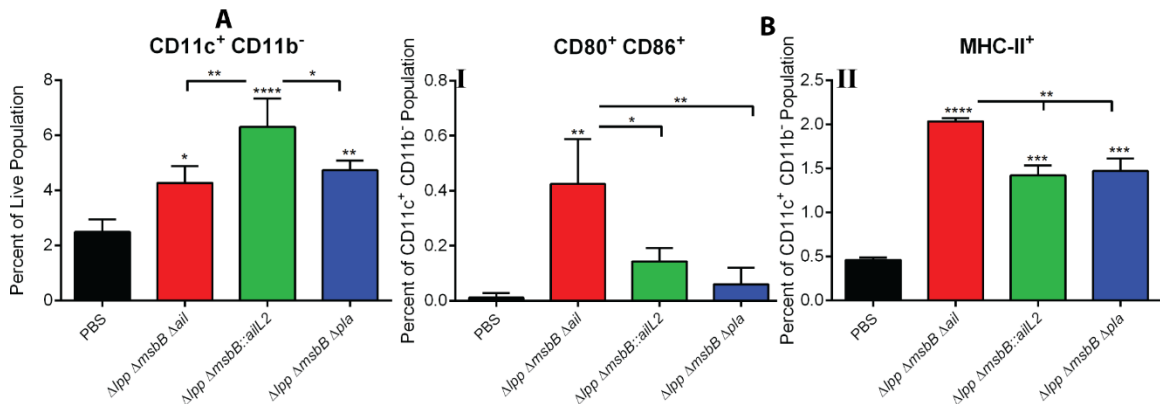 A
CD11c⁺ CD11b⁻
Percent of Live Population
8
6
4
2
0
**
*
*
****
**
PBS
Δlpp ΔmsbB Δail
Δlpp ΔmsbB::ailL2
Δlpp ΔmsbB Δpla
B
I
CD80⁺ CD86⁺
Percent of CD11c⁺ CD11b⁻ Population
0.8
0.6
0.4
0.2
0.0
**
*
**
PBS
Δlpp ΔmsbB Δail
Δlpp ΔmsbB::ailL2
Δlpp ΔmsbB Δpla
II
MHC-II⁺
Percent of CD11c⁺ CD11b⁻ Population
2.5
2.0
1.5
1.0
0.5
0.0
**
****
***
***
PBS
Δlpp ΔmsbB Δail
Δlpp ΔmsbB::ailL2
Δlpp ΔmsbB Δpla